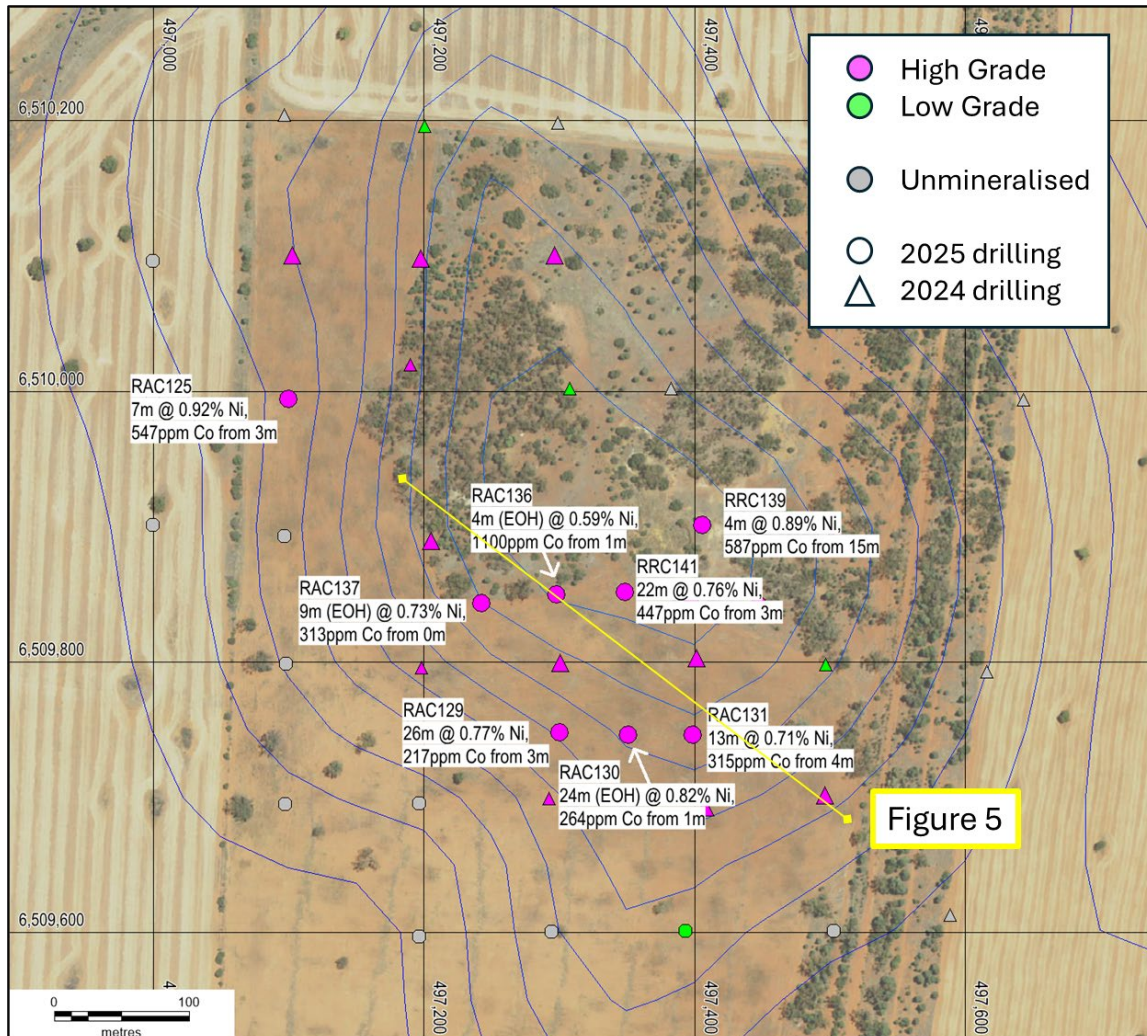 497,000
497,200
497,400
High Grade
Low Grade
Unmineralised
2025 drilling
2024 drilling
6,510,200
6,510,000
RAC125
7m @ 0.92% Ni,
547ppm Co from 3m
RAC136
4m (EOH) @ 0.59% Ni,
1100ppm Co from 1m
RRC139
4m @ 0.89% Ni,
587ppm Co from 15m
RRC141
22m @ 0.76% Ni,
447ppm Co from 3m
RAC137
9m (EOH) @ 0.73% Ni,
313ppm Co from 0m
6,509,800
RAC129
26m @ 0.77% Ni,
217ppm Co from 3m
RAC130
24m (EOH) @ 0.82% Ni,
264ppm Co from 1m
RAC131
13m @ 0.71% Ni,
315ppm Co from 4m
Figure 5
6,509,600
0 100
metres
497,200
497,400
497,600